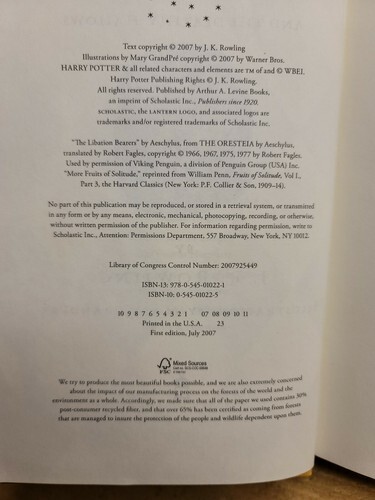 Text copyright © 2007 by J. K. Rowling
Illustrations by Mary GrandPré copyright © 2007 by Warner Bros.
HARRY POTTER & all related characters and elements are TM of and © WBEI.
Harry Potter Publishing Rights © J. K. Rowling.
All rights reserved. Published by Arthur A. Levine Books,
an imprint of Scholastic Inc., Publishers since 1920.
SCHOLASTIC, the LANTERN LOGO, and associated logos are
trademarks and/or registered trademarks of Scholastic Inc.
"The Libation Bearers" by Aeschylus, from THE ORESTEIA by Aeschylus,
translated by Robert Fagles, copyright © 1966, 1967, 1975, 1977 by Robert Fagles.
Used by permission of Viking Penguin, a division of Penguin Group (USA) Inc.
"More Fruits of Solitude," reprinted from William Penn, Fruits of Solitude, Vol. I.,
Part 3, the Harvard Classics (New York: P.F. Collier & Son, 1909–14).
No part of this publication may be reproduced, or stored in a retrieval system, or transmitted
in any form or by any means, electronic, mechanical, photocopying, recording, or otherwise,
without written permission of the publisher. For information regarding permission, write to
Scholastic Inc., Attention: Permissions Department, 557 Broadway, New York, NY 10012.
Library of Congress Control Number: 2007925449
ISBN-13: 978-0-545-01022-1
ISBN-10: 0-545-01022-5
10 9 8 7 6 5 4 3 2 1 07 08 09 10 11
Printed in the U.S.A. 23
First edition, July 2007
FSC Mixed Sources
We try to produce the most beautiful books possible, and we are also extremely concerned
about the impact of our manufacturing process on the forests of the world and the
environment as a whole. Accordingly, we made sure that all of the paper we used contains 30%
post-consumer recycled fiber, and that over 65% has been certified as coming from forests
that are managed to insure the protection of the people and wildlife dependent upon them.